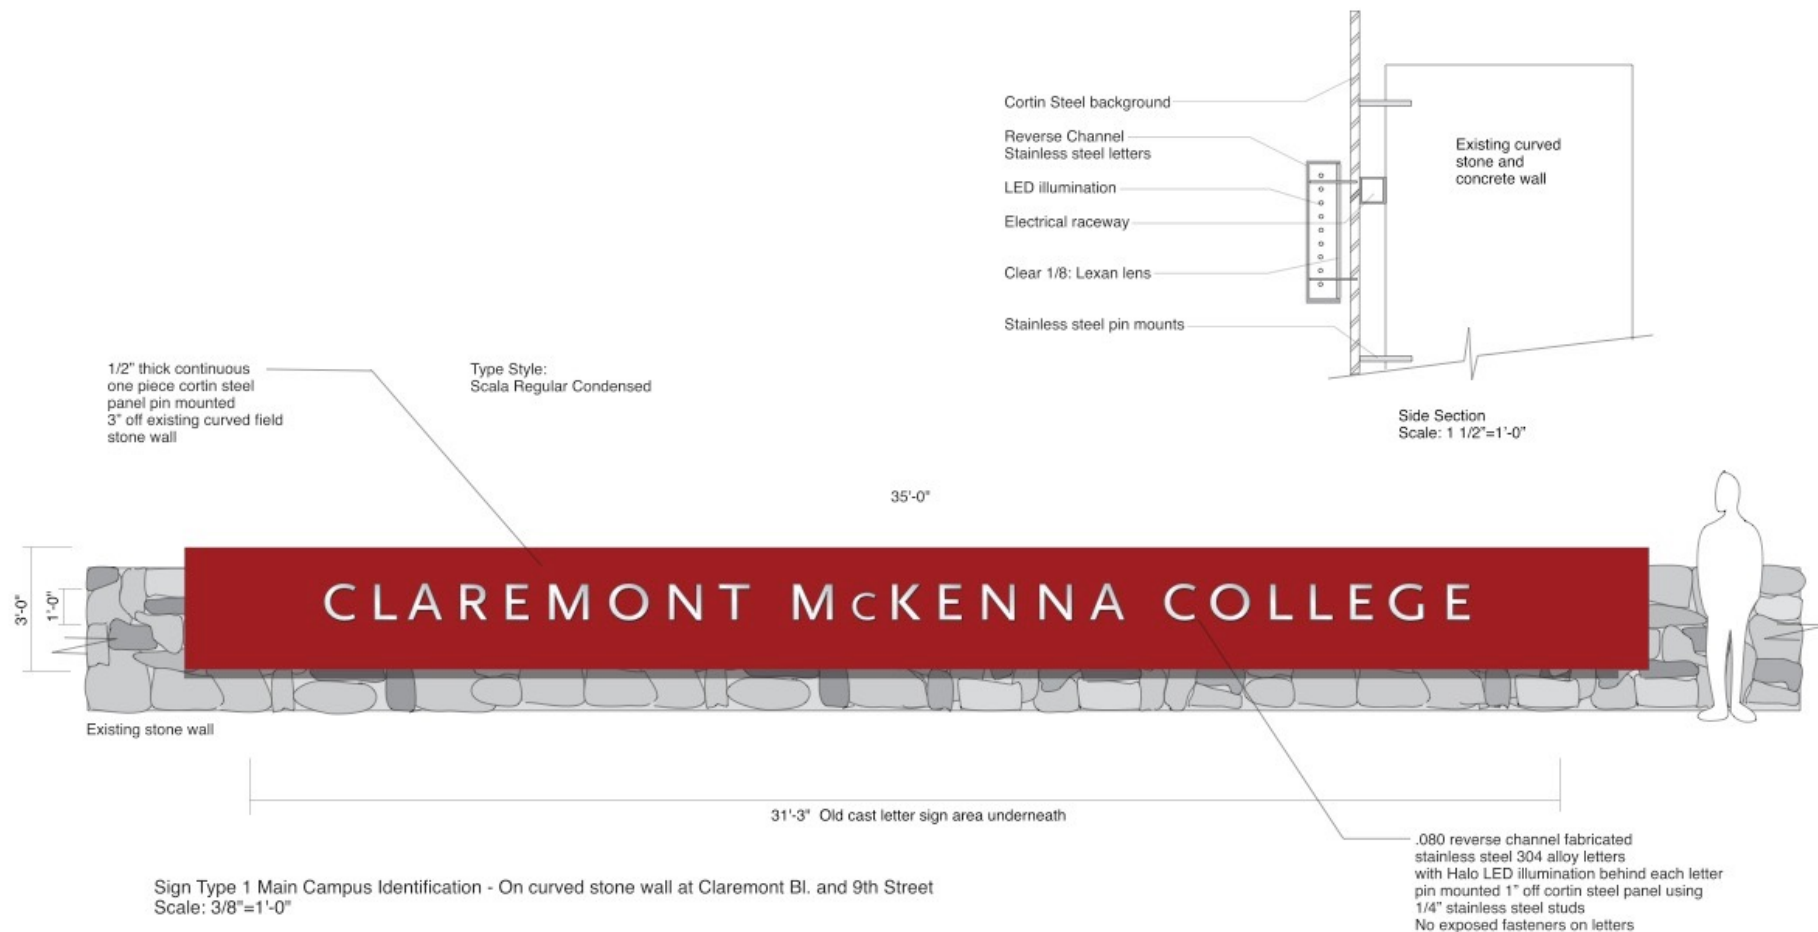 Cortin Steel background
Reverse Channel
Stainless steel letters
LED illumination
Electrical raceway
Clear 1/8: Lexan lens
Stainless steel pin mounts
Existing curved
stone and
concrete wall
Side Section
Scale: 1 1/2"=1'-0"
1/2" thick continuous
one piece cortin steel
panel pin mounted
3" off existing curved field
stone wall
Type Style:
Scala Regular Condensed
35'-0"
3'-0"
1'-0"
CLAREMONT McKENNA COLLEGE
Existing stone wall
31'-3" Old cast letter sign area underneath
.080 reverse channel fabricated
stainless steel 304 alloy letters
with Halo LED illumination behind each letter
pin mounted 1" off cortin steel panel using
1/4" stainless steel studs
No exposed fasteners on letters
Sign Type 1 Main Campus Identification - On curved stone wall at Claremont Bl. and 9th Street
Scale: 3/8"=1'-0"